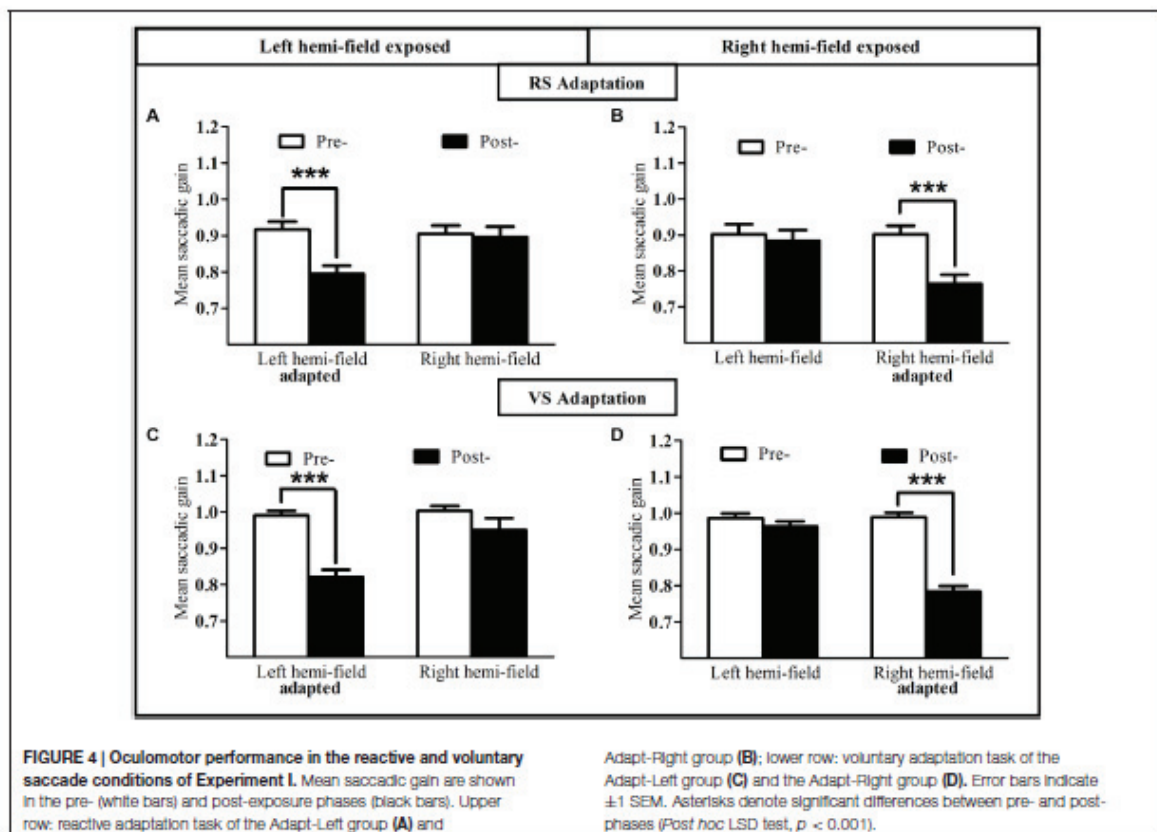 Left hemi-field exposed
Right hemi-field exposed
RS Adaptation
A
1.2
1.1
1.0
0.9
0.8
0.7
Mean saccadic gain
Pre-
Post-
***
Left hemi-field
adapted
Right hemi-field
B
1.2
1.1
1.0
0.9
0.8
0.7
Mean saccadic gain
Pre-
Post-
***
Left hemi-field
Right hemi-field
adapted
VS Adaptation
C
1.2
1.1
1.0
0.9
0.8
0.7
Mean saccadic gain
Pre-
Post-
***
Left hemi-field
adapted
Right hemi-field
D
1.2
1.1
1.0
0.9
0.8
0.7
Mean saccadic gain
Pre-
Post-
***
Left hemi-field
Right hemi-field
adapted
FIGURE 4 | Oculomotor performance in the reactive and voluntary
saccade conditions of Experiment I. Mean saccadic gain are shown
in the pre- (white bars) and post-exposure phases (black bars). Upper
row: reactive adaptation task of the Adapt-Left group (A) and
Adapt-Right group (B); lower row: voluntary adaptation task of the
Adapt-Left group (C) and the Adapt-Right group (D). Error bars indicate
±1 SEM. Asterisks denote significant differences between pre- and post-
phases (Post hoc LSD test, p < 0.001).